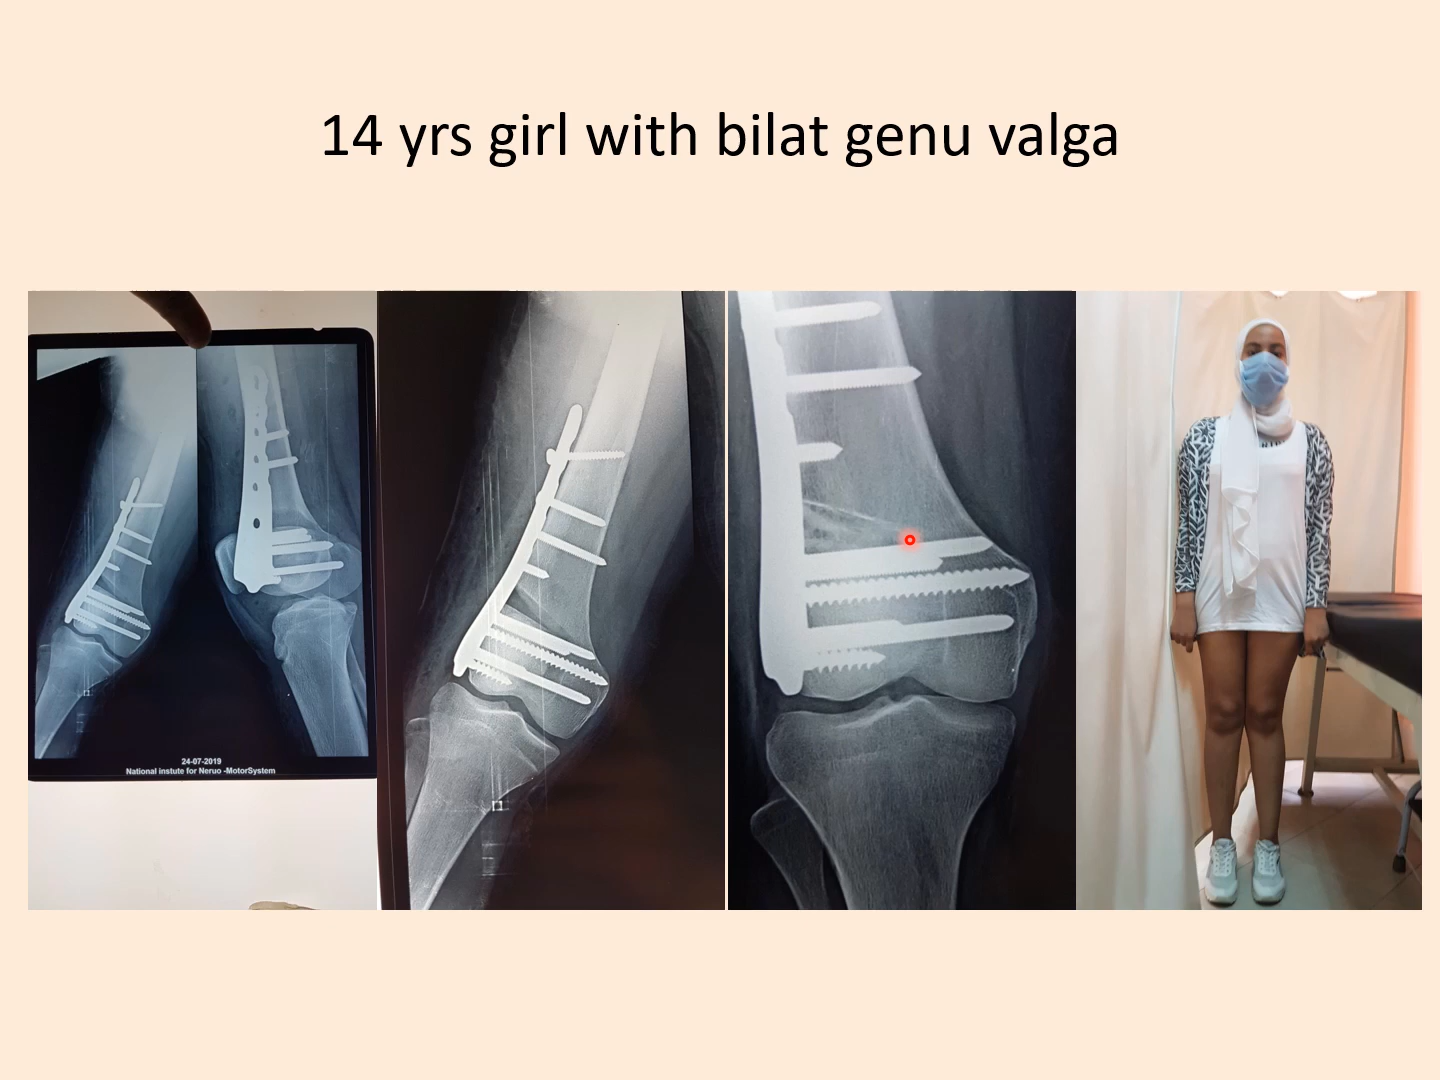 14 yrs girl with bilat genu valga
24-07-2019
National instute for Neruo -MotorSystem